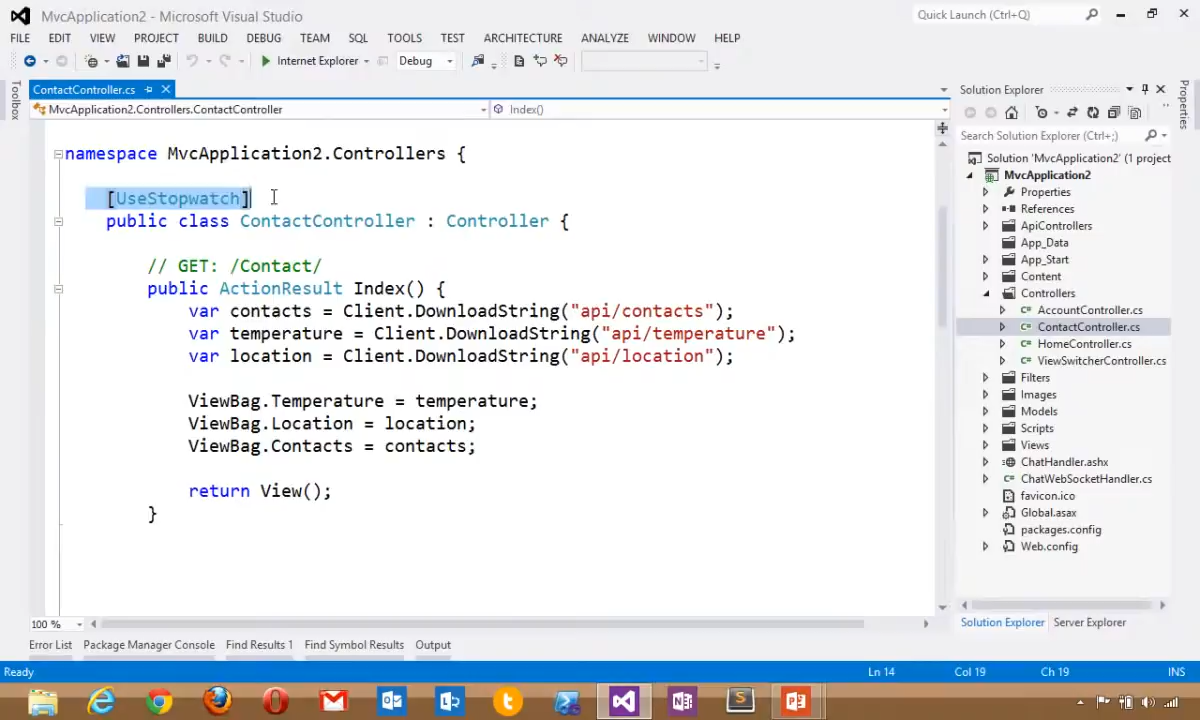 MvcApplication2 - Microsoft Visual Studio
Quick Launch (Ctrl+Q)
FILE EDIT VIEW PROJECT BUILD DEBUG TEAM SQL TOOLS TEST ARCHITECTURE ANALYZE WINDOW HELP
Internet Explorer Debug
Toolbox
ContactController.cs
MvcApplication2.Controllers.ContactController Index()
namespace MvcApplication2.Controllers {
[UseStopwatch]
public class ContactController : Controller {
// GET: /Contact/
public ActionResult Index() {
var contacts = Client.DownloadString("api/contacts");
var temperature = Client.DownloadString("api/temperature");
var location = Client.DownloadString("api/location");
ViewBag.Temperature = temperature;
ViewBag.Location = location;
ViewBag.Contacts = contacts;
return View();
}
100 %
Solution Explorer
Search Solution Explorer (Ctrl+;)
Solution 'MvcApplication2' (1 project
MvcApplication2
Properties
References
ApiControllers
App_Data
App_Start
Content
Controllers
AccountController.cs
ContactController.cs
HomeController.cs
ViewSwitcherController.cs
Filters
Images
Models
Scripts
Views
ChatHandler.ashx
ChatWebSocketHandler.cs
favicon.ico
Global.asax
packages.config
Web.config
Solution Explorer Server Explorer
Properties
Error List Package Manager Console Find Results 1 Find Symbol Results Output
Ready Ln 14 Col 19 Ch 19 INS